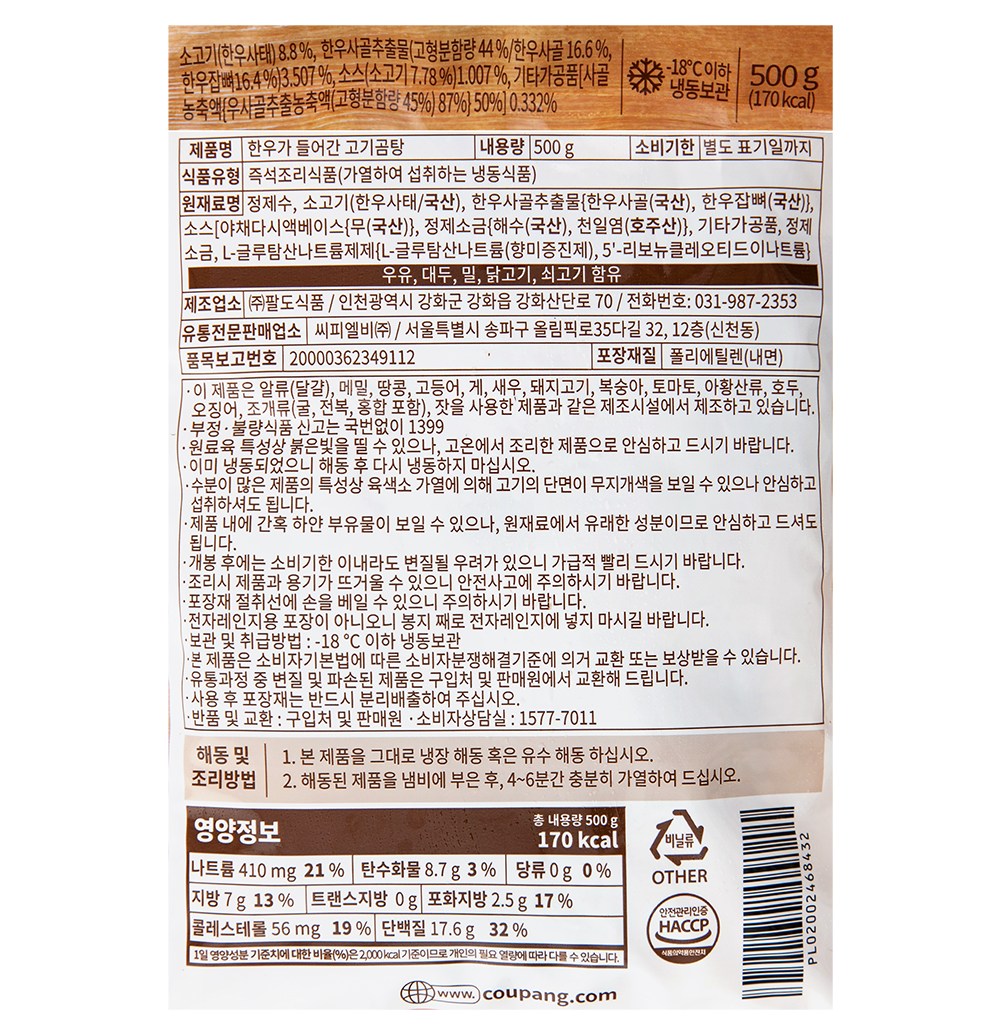 소고기(한우사태) 8.8 %, 한우사골추출물(고형분함량 44 %/한우사골 16.6 %,
한우잡뼈16.4 %)3.507 %, 소스(소고기 7.78 %)1.007 %, 기타가공품[사골
농축액{우사골추출농축액(고형분함량 45%) 87%} 50%] 0.332%
-18℃ 이하
냉동보관
500 g
(170 kcal)
제품명 한우가 들어간 고기곰탕 내용량 500 g 소비기한 별도 표기일까지
식품유형 즉석조리식품(가열하여 섭취하는 냉동식품)
원재료명 정제수, 소고기(한우사태/국산), 한우사골추출물{한우사골(국산), 한우잡뼈(국산)},
소스[야채다시액베이스{무(국산)}, 정제소금{해수(국산), 천일염(호주산)}, 기타가공품, 정제
소금, L-글루탐산나트륨제제{L-글루탐산나트륨(향미증진제), 5'-리보뉴클레오티드이나트륨}
우유, 대두, 밀, 닭고기, 쇠고기 함유
제조업소 ㈜팔도식품 / 인천광역시 강화군 강화읍 강화산단로 70 / 전화번호: 031-987-2353
유통전문판매업소 씨피엘비㈜ / 서울특별시 송파구 올림픽로35다길 32, 12층(신천동)
품목보고번호 20000362349112 포장재질 폴리에틸렌(내면)
·이 제품은 알류(달걀), 메밀, 땅콩, 고등어, 게, 새우, 돼지고기, 복숭아, 토마토, 아황산류, 호두,
오징어, 조개류(굴, 전복, 홍합 포함), 잣을 사용한 제품과 같은 제조시설에서 제조하고 있습니다.
·부정·불량식품 신고는 국번없이 1399
·원료육 특성상 붉은빛을 띨 수 있으나, 고온에서 조리한 제품으로 안심하고 드시기 바랍니다.
·이미 냉동되었으니 해동 후 다시 냉동하지 마십시오.
·수분이 많은 제품의 특성상 육색소 가열에 의해 고기의 단면이 무지개색을 보일 수 있으나 안심하고
섭취하셔도 됩니다.
·제품 내에 간혹 하얀 부유물이 보일 수 있으나, 원재료에서 유래한 성분이므로 안심하고 드셔도
됩니다.
·개봉 후에는 소비기한 이내라도 변질될 우려가 있으니 가급적 빨리 드시기 바랍니다.
·조리시 제품과 용기가 뜨거울 수 있으니 안전사고에 주의하시기 바랍니다.
·포장재 절취선에 손을 베일 수 있으니 주의하시기 바랍니다.
·전자레인지용 포장이 아니오니 봉지 째로 전자레인지에 넣지 마시길 바랍니다.
·보관 및 취급방법 : -18 ℃ 이하 냉동보관
·본 제품은 소비자기본법에 따른 소비자분쟁해결기준에 의거 교환 또는 보상받을 수 있습니다.
·유통과정 중 변질 및 파손된 제품은 구입처 및 판매원에서 교환해 드립니다.
·사용 후 포장재는 반드시 분리배출하여 주십시오.
·반품 및 교환 : 구입처 및 판매원 ·소비자상담실 : 1577-7011
해동 및
조리방법
1. 본 제품을 그대로 냉장 해동 혹은 유수 해동 하십시오.
2. 해동된 제품을 냄비에 부은 후, 4~6분간 충분히 가열하여 드십시오.
영양정보
총 내용량 500 g
170 kcal
나트륨 410 mg 21 % 탄수화물 8.7 g 3 % 당류 0 g 0 %
지방 7 g 13 % 트랜스지방 0 g 포화지방 2.5 g 17 %
콜레스테롤 56 mg 19 % 단백질 17.6 g 32 %
1일 영양성분 기준치에 대한 비율(%)은 2,000 kcal 기준이므로 개인의 필요 열량에 따라 다를 수 있습니다.
비닐류
OTHER
안전관리인증
HACCP
식품의약품안전처
PL02002468432
www. coupang.com